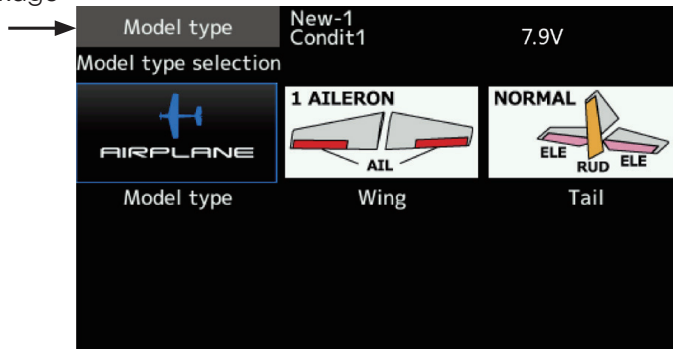 Model type
New-1
Condit1
7.9V
Model type selection
AIRPLANE
1 AILERON
AIL
NORMAL
ELE
RUD
ELE
Model type
Wing
Tail